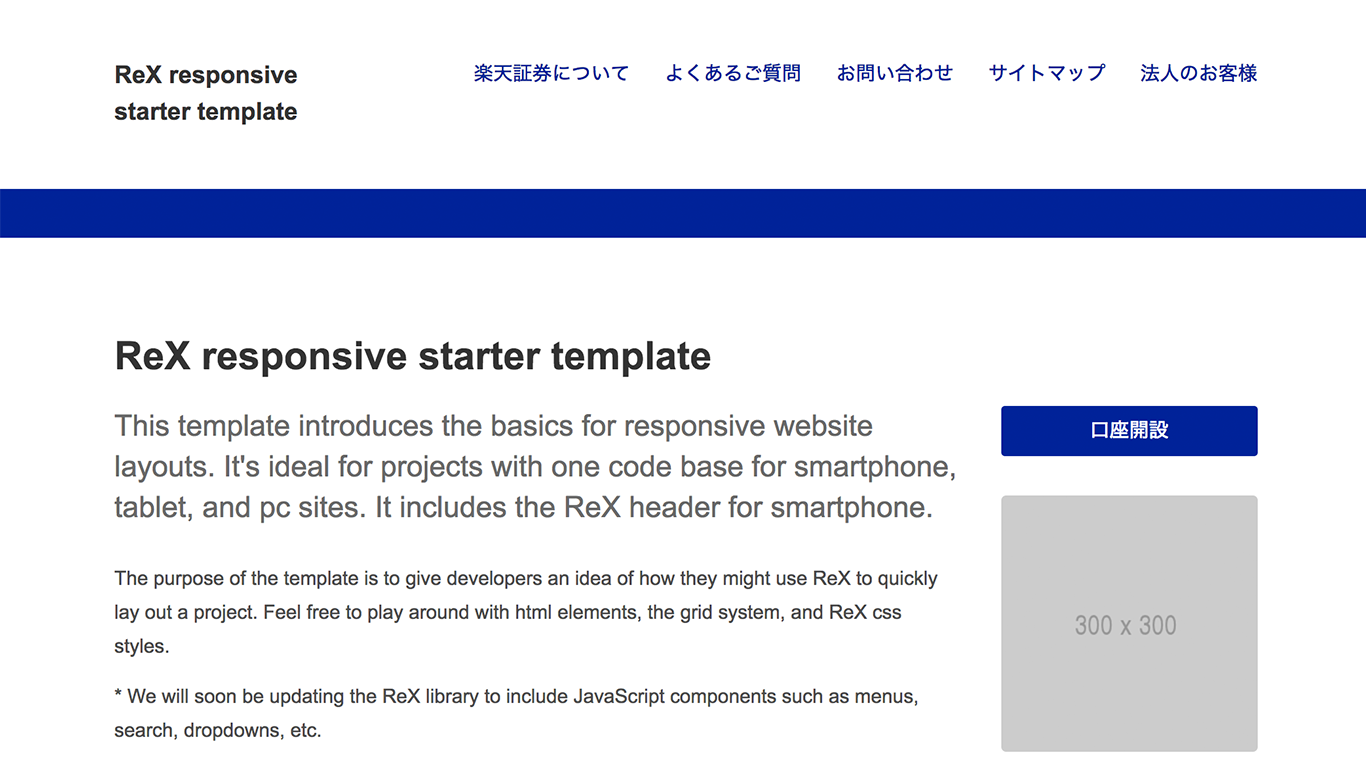 ReX responsive
starter template
楽天証券について よくあるご質問 お問い合わせ サイトマップ 法人のお客様
ReX responsive starter template
This template introduces the basics for responsive website
layouts. It's ideal for projects with one code base for smartphone,
tablet, and pc sites. It includes the ReX header for smartphone.
The purpose of the template is to give developers an idea of how they might use ReX to quickly
lay out a project. Feel free to play around with html elements, the grid system, and ReX css
styles.
* We will soon be updating the ReX library to include JavaScript components such as menus,
search, dropdowns, etc.
口座開設
300 x 300